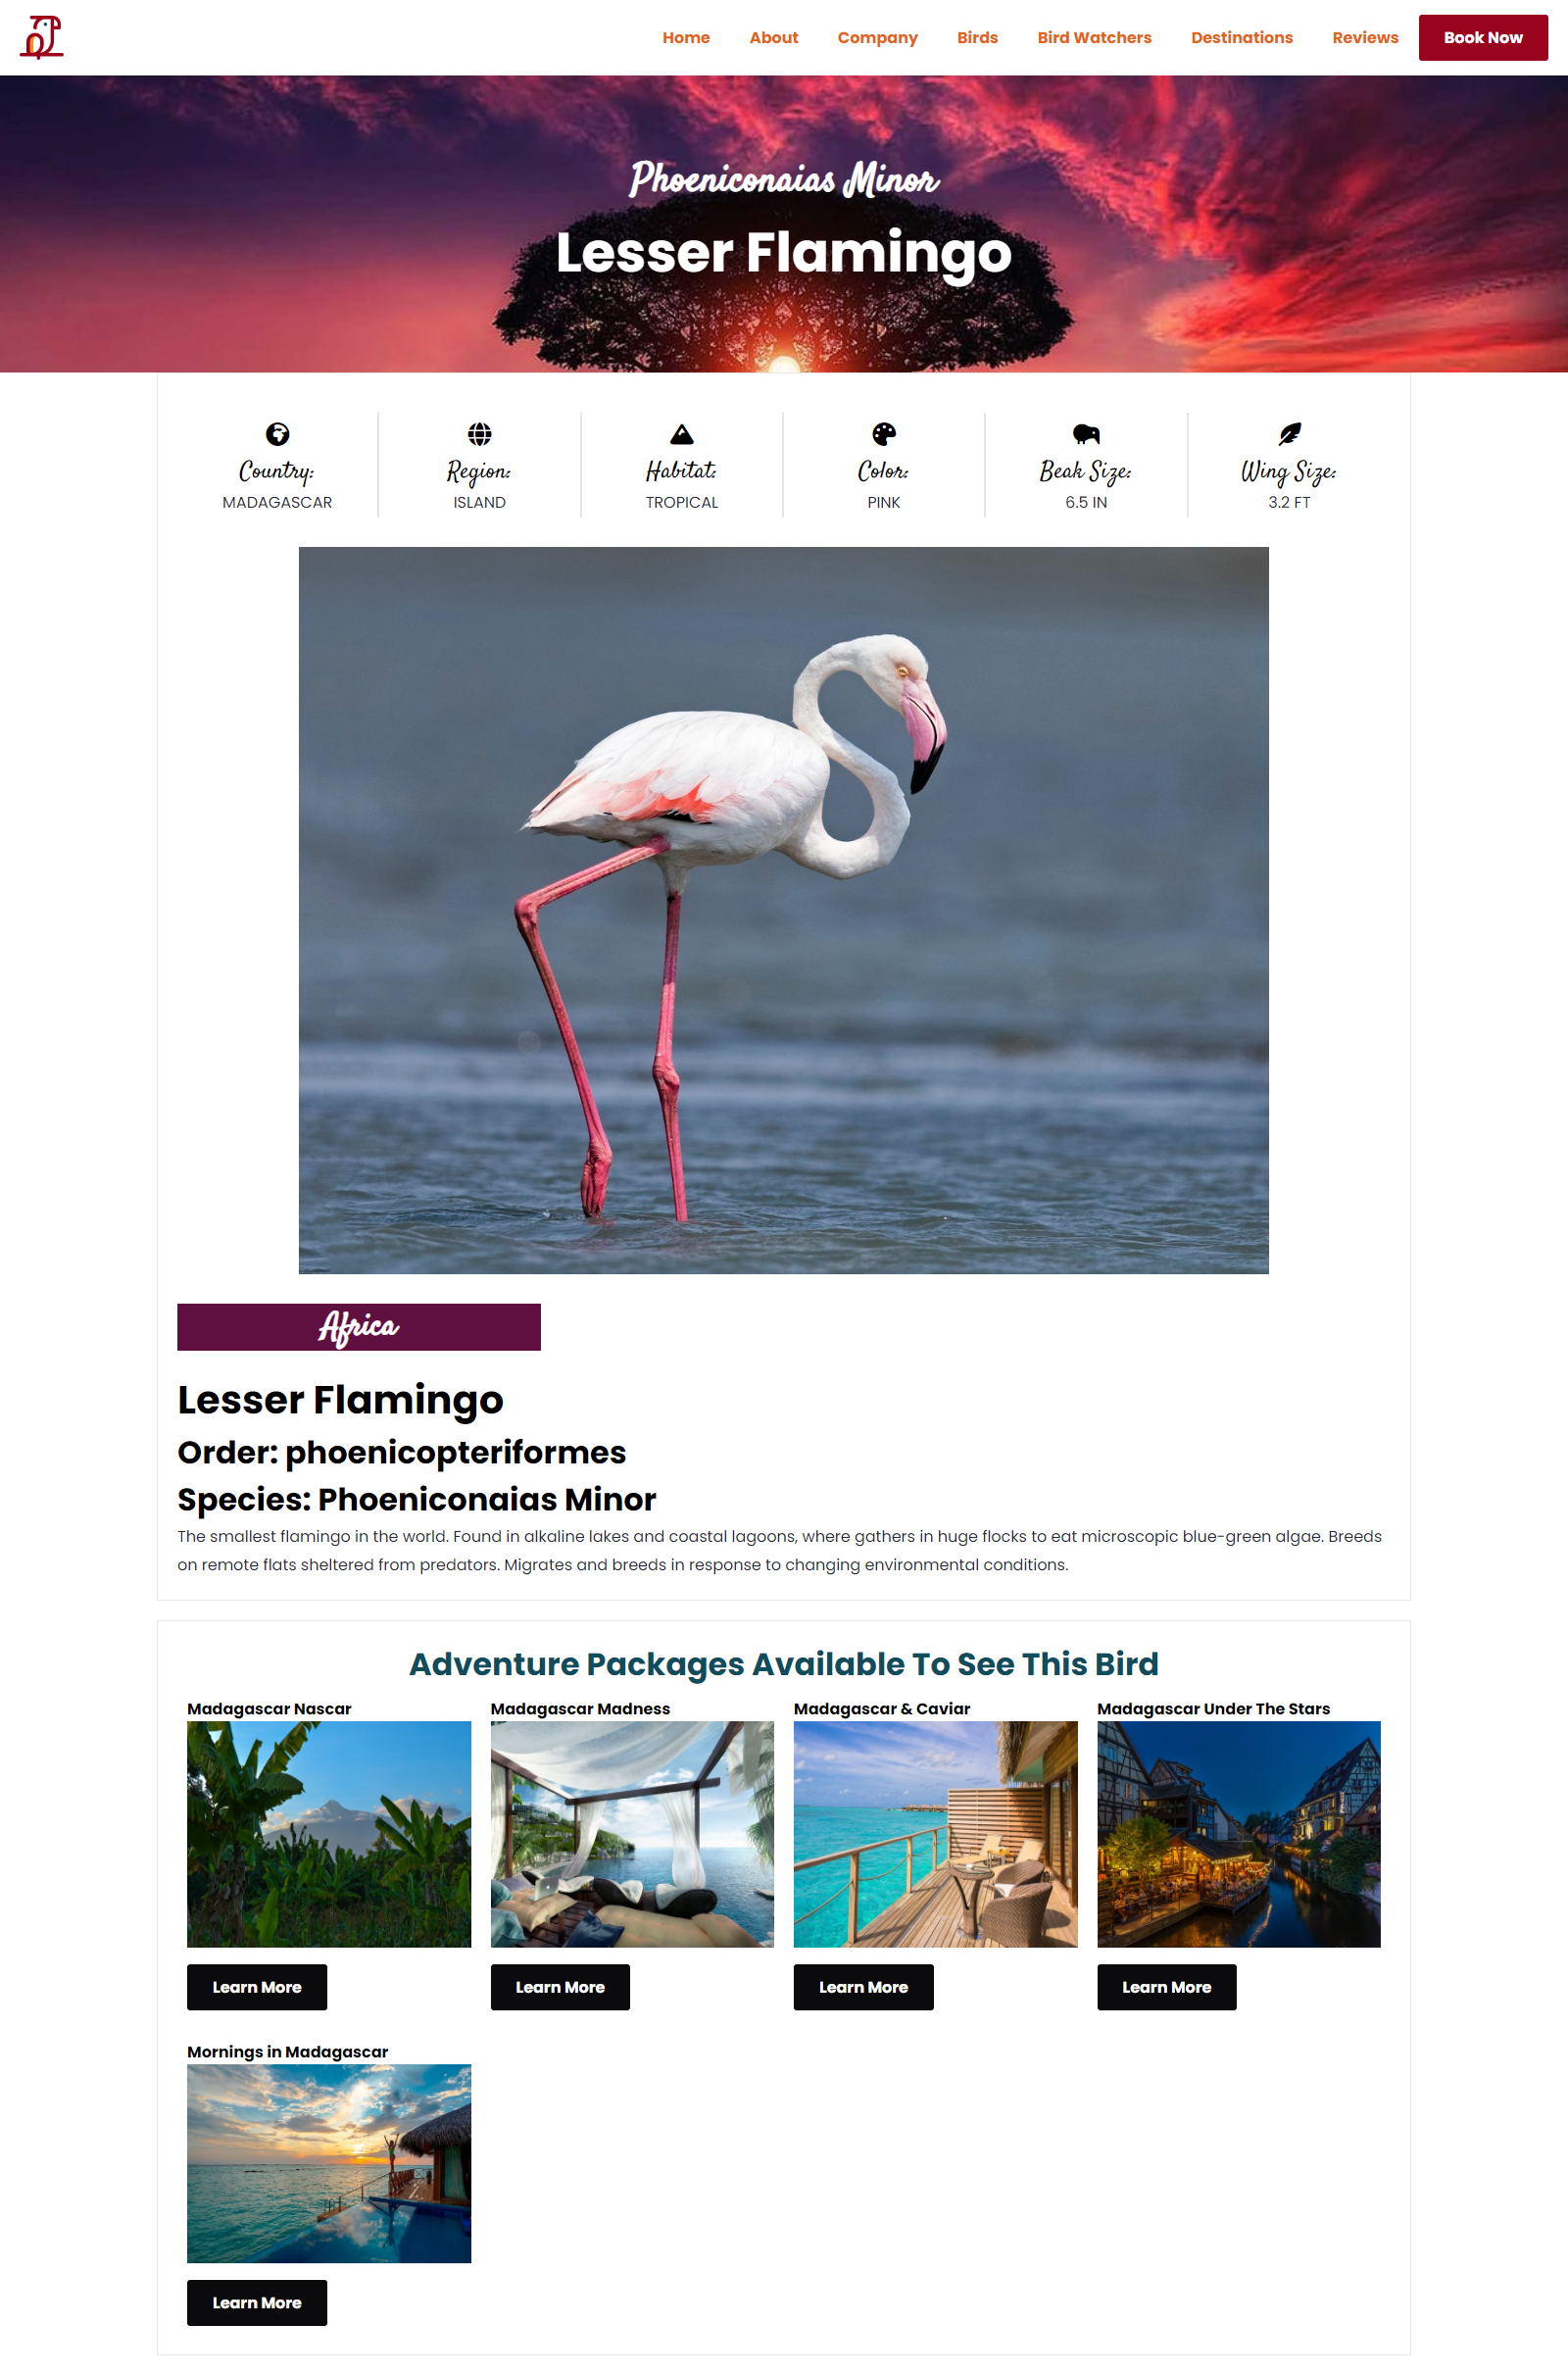 Home About Company Birds Bird Watchers Destinations Reviews Book Now
Phoeniconaias Minor
Lesser Flamingo
Country: Region: Habitat: Color: Beak Size: Wing Size:
MADAGASCAR ISLAND TROPICAL PINK 6.5 IN 3.2 FT
Africa
Lesser Flamingo
Order: phoenicopteriformes
Species: Phoeniconaias Minor
The smallest flamingo in the world. Found in alkaline lakes and coastal lagoons, where gathers in huge flocks to eat microscopic blue-green algae. Breeds
on remote flats sheltered from predators. Migrates and breeds in response to changing environmental conditions.
Adventure Packages Available To See This Bird
Madagascar Nascar Madagascar Madness Madagascar & Caviar Madagascar Under The Stars
Learn More Learn More Learn More Learn More
Mornings in Madagascar
Learn More